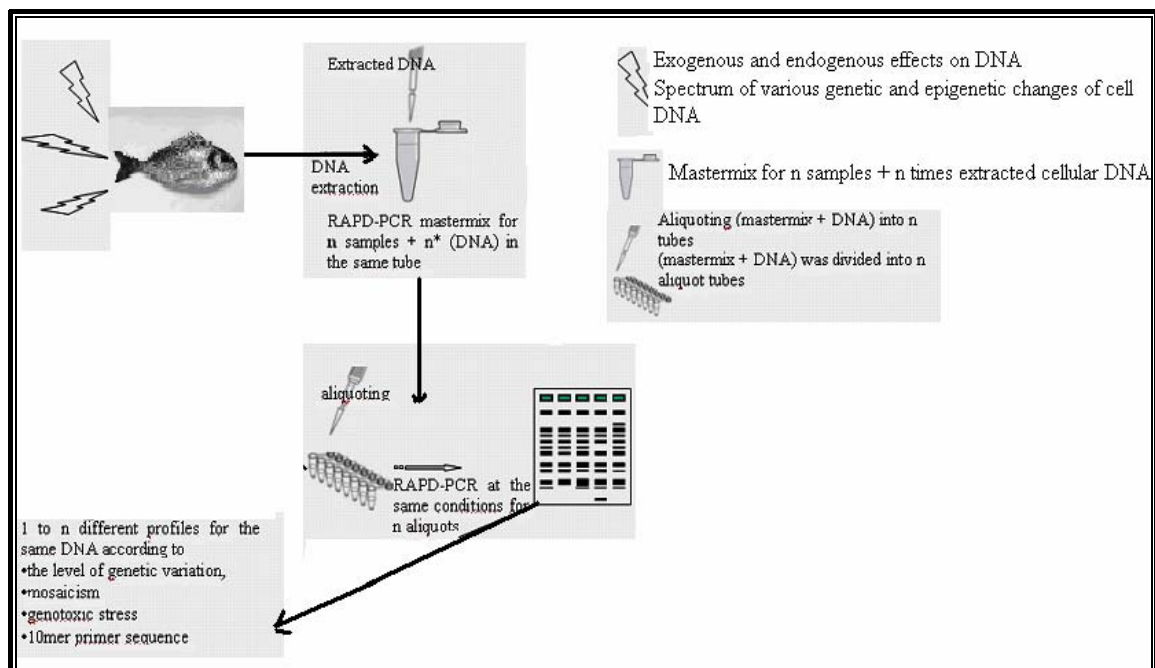 Extracted DNA
DNA
extraction
RAPD-PCR mastermix for
n samples + n* (DNA) in
the same tube
Exogenous and endogenous effects on DNA
Spectrum of various genetic and epigenetic changes of cell
DNA
Mastermix for n samples + n times extracted cellular DNA
Aliquoting (mastermix + DNA) into n
tubes
(mastermix + DNA) was divided into n
aliquot tubes
aliquoting
RAPD-PCR at the
same conditions for
n aliquots
1 to n different profiles for the
same DNA according to
•the level of genetic variation,
•mosaicism
•genotoxic stress
•10mer primer sequence